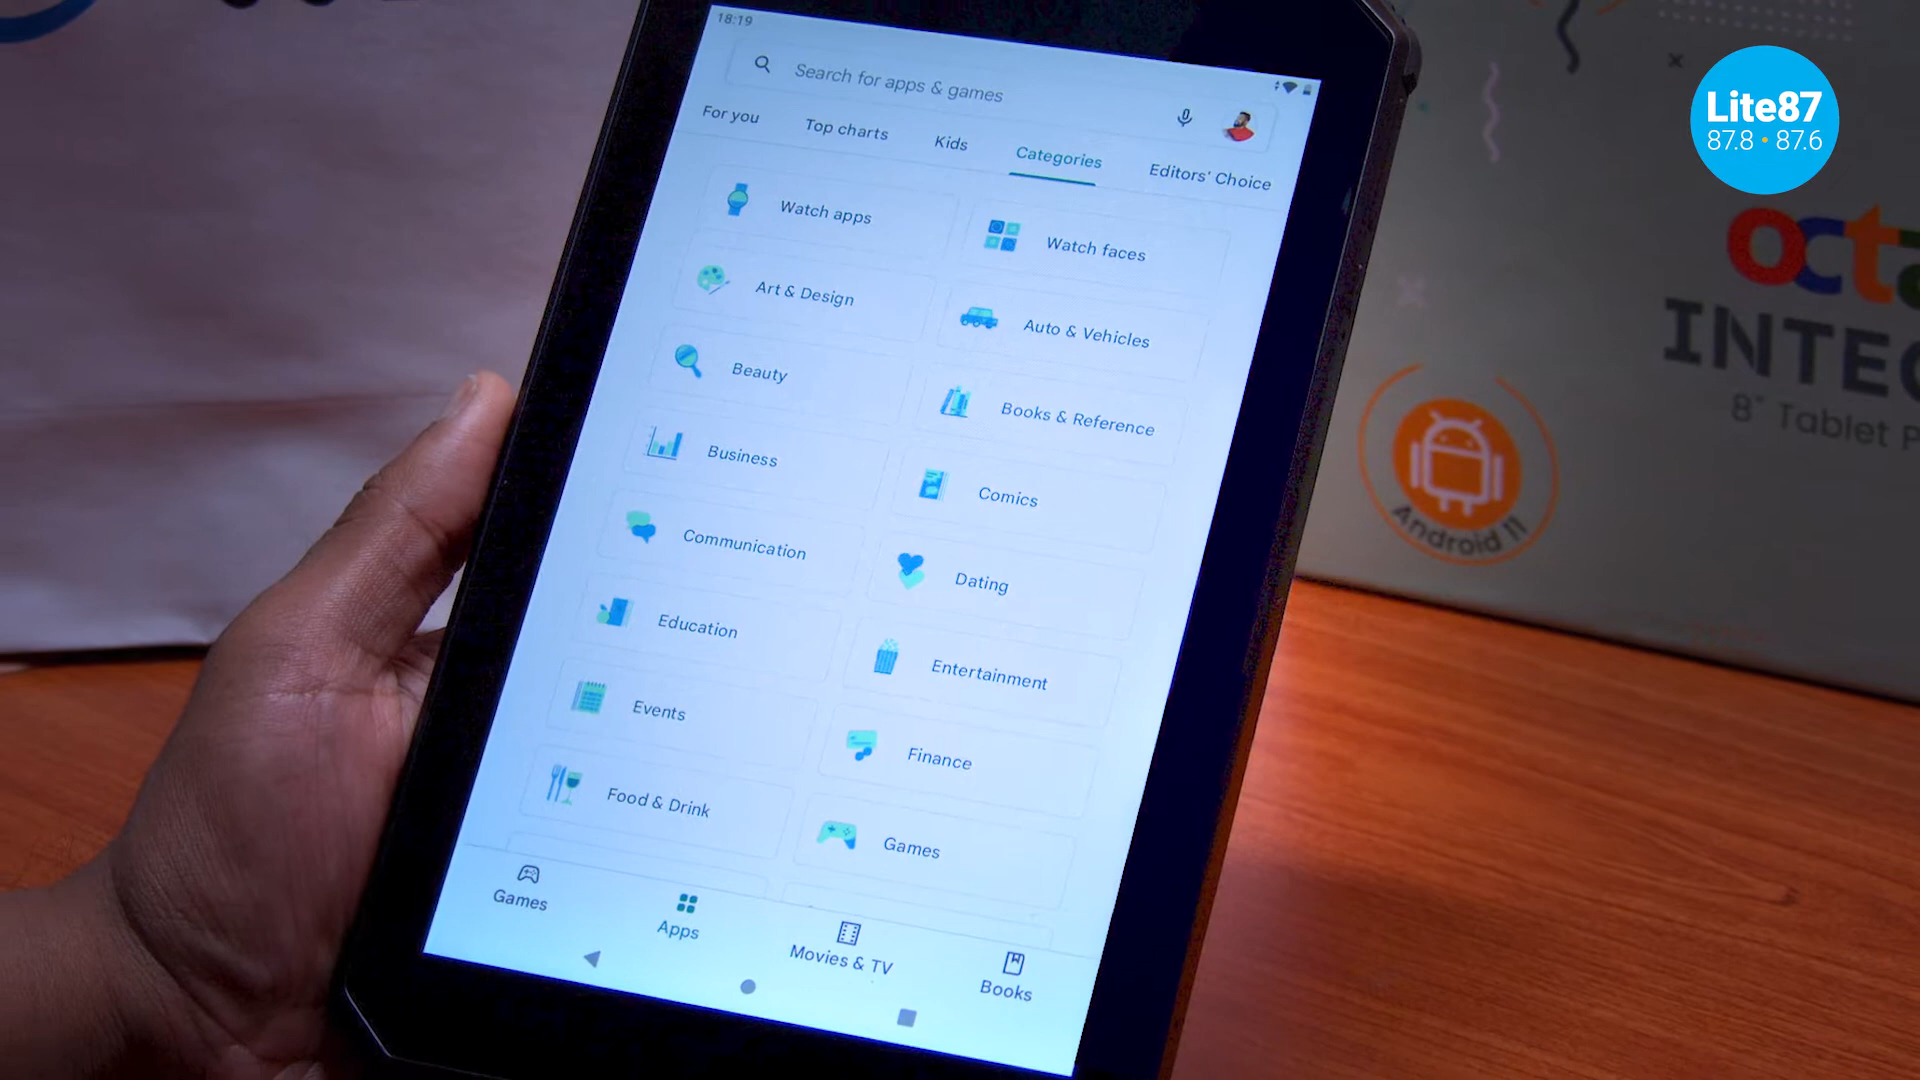 18:19
Search for apps & games
For you
Top charts
Kids
Categories
Editors' Choice
Watch apps
Watch faces
Art & Design
Auto & Vehicles
Beauty
Books & Reference
Business
Comics
Communication
Dating
Education
Entertainment
Events
Finance
Food & Drink
Games
Games
Apps
Movies & TV
Books
Lite87
87.8 • 87.6
8" Tablet
Android 11